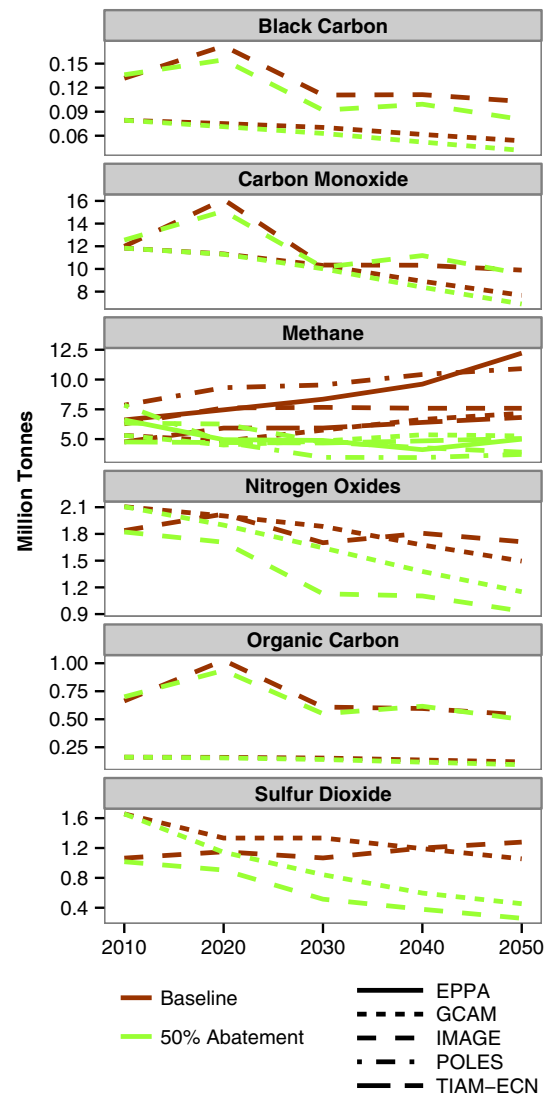 Black Carbon
0.15
0.12
0.09
0.06
Carbon Monoxide
16
14
12
10
8
Methane
12.5
10.0
7.5
5.0
Million Tonnes
Nitrogen Oxides
2.1
1.8
1.5
1.2
0.9
Organic Carbon
1.00
0.75
0.50
0.25
Sulfur Dioxide
1.6
1.2
0.8
0.4
2010 2020 2030 2040 2050
Baseline
50% Abatement
EPPA
GCAM
IMAGE
POLES
TIAM−ECN